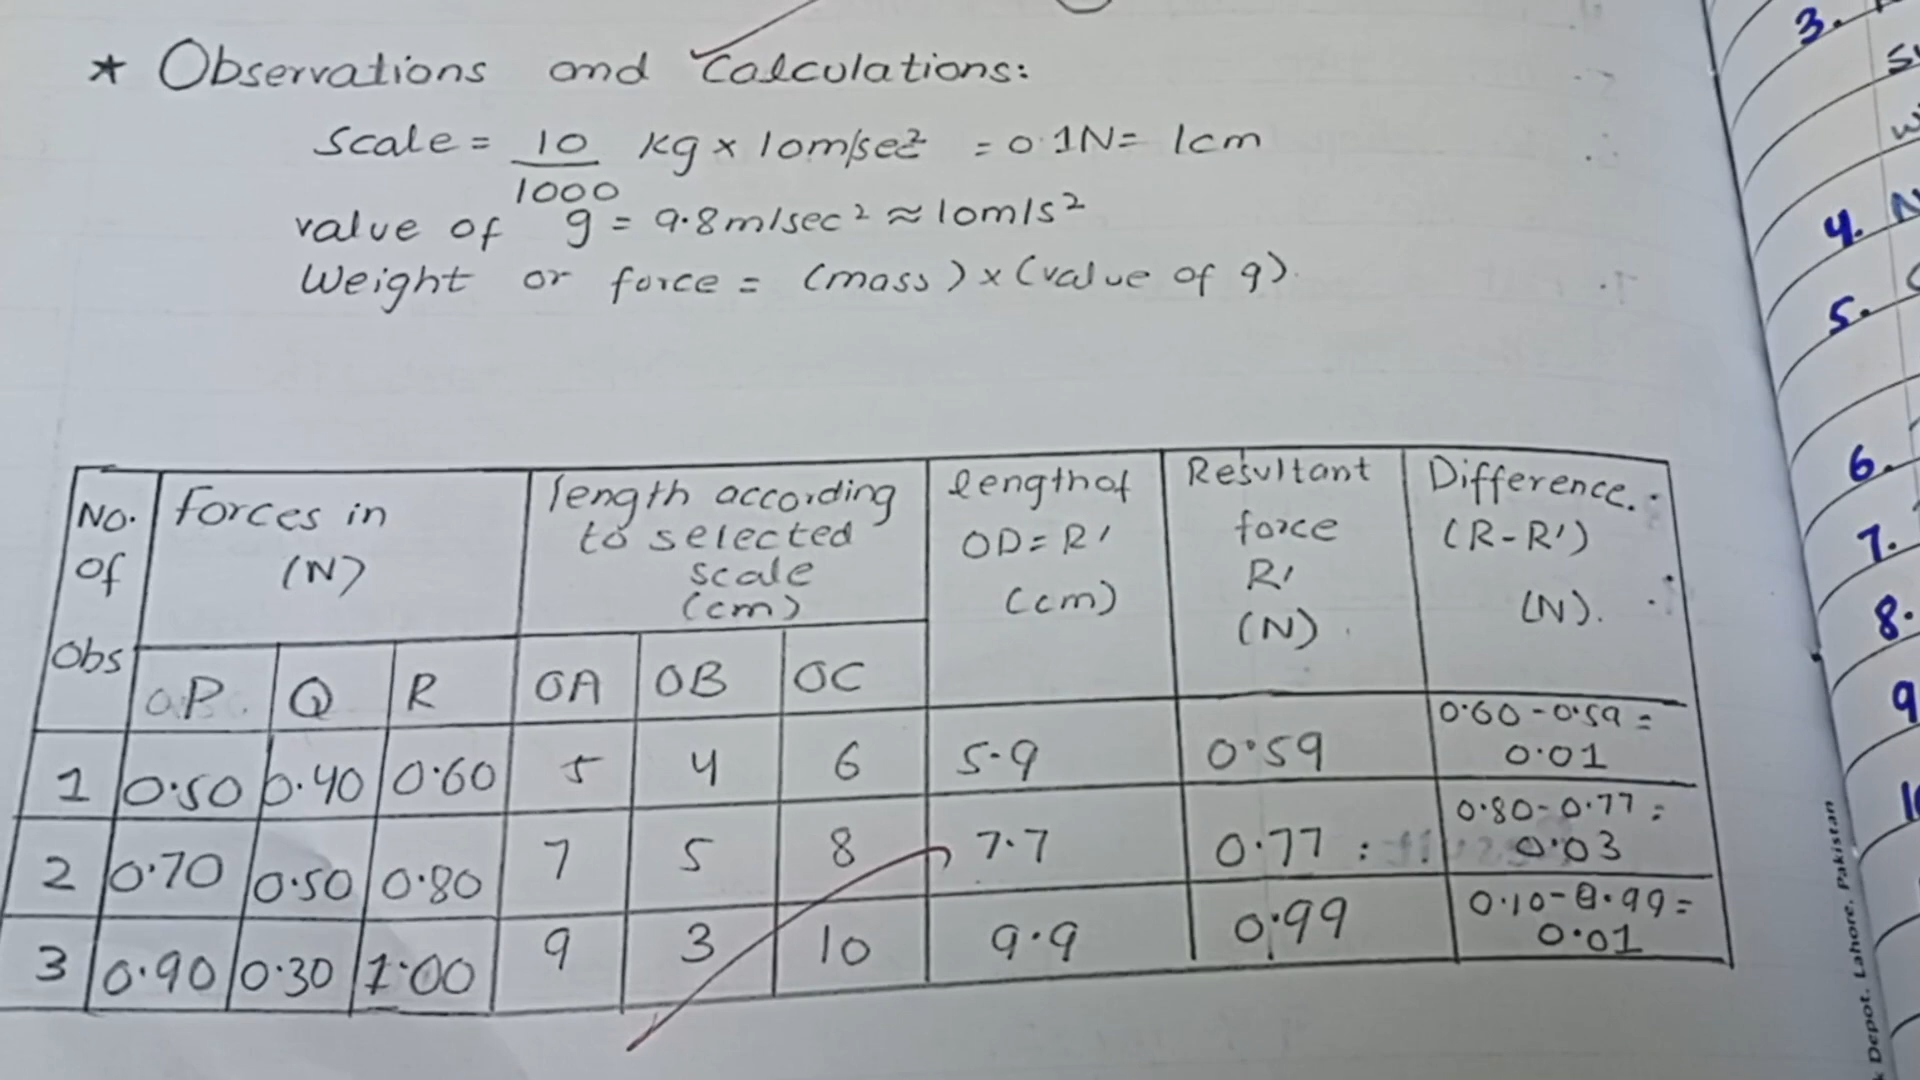 * Observations and Calculations:
Scale = 10/1000 kg x 10m/sec² = 0.1N = 1cm
value of g = 9.8m/sec² ≈ 10m/s²
Weight or force = (mass) x (value of g).
No. of Obs | Forces in (N) | length according to selected scale (cm) | length of OD = R' (cm) | Resultant force R' (N) | Difference. (R-R') (N).
P | Q | R | OA | OB | OC
1 | 0.50 | 0.40 | 0.60 | 5 | 4 | 6 | 5.9 | 0.59 | 0.60-0.59 = 0.01
2 | 0.70 | 0.50 | 0.80 | 7 | 5 | 8 | 7.7 | 0.77 | 0.80-0.77 = 0.03
3 | 0.90 | 0.30 | 1.00 | 9 | 3 | 10 | 9.9 | 0.99 | 0.10-0.99 = 0.01
3.
4.
5.
6.
7.
8.
9
Depot. Lahore. Pakistan